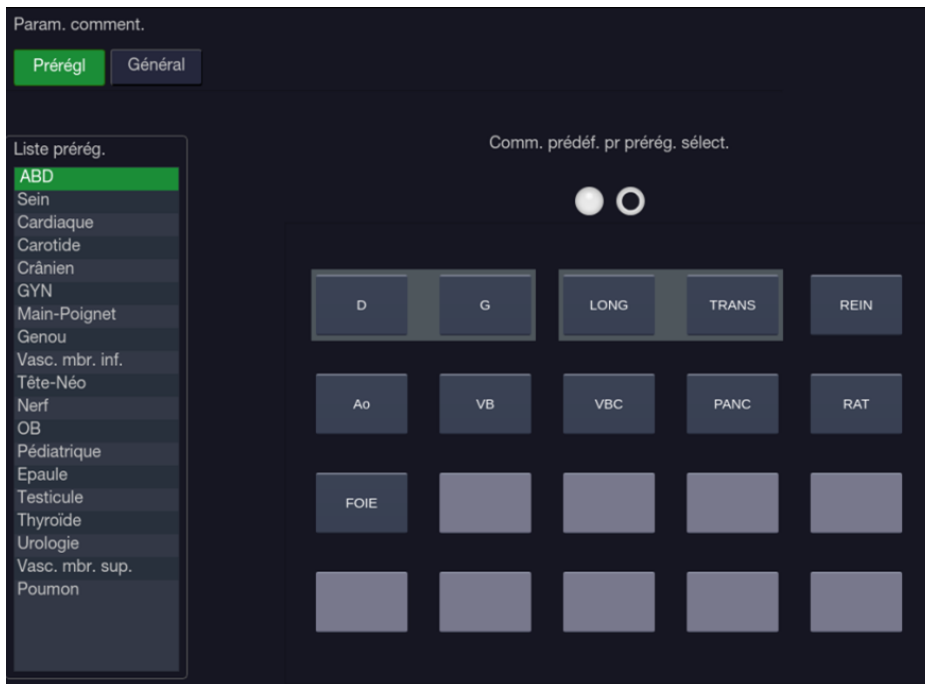 Param. comment.
Prérégl Général
Liste prérég.
ABD
Sein
Cardiaque
Carotide
Crânien
GYN
Main-Poignet
Genou
Vasc. mbr. inf.
Tête-Néo
Nerf
OB
Pédiatrique
Epaule
Testicule
Thyroïde
Urologie
Vasc. mbr. sup.
Poumon
Comm. prédéf. pr prérég. sélect.
D G LONG TRANS REIN
Ao VB VBC PANC RAT
FOIE